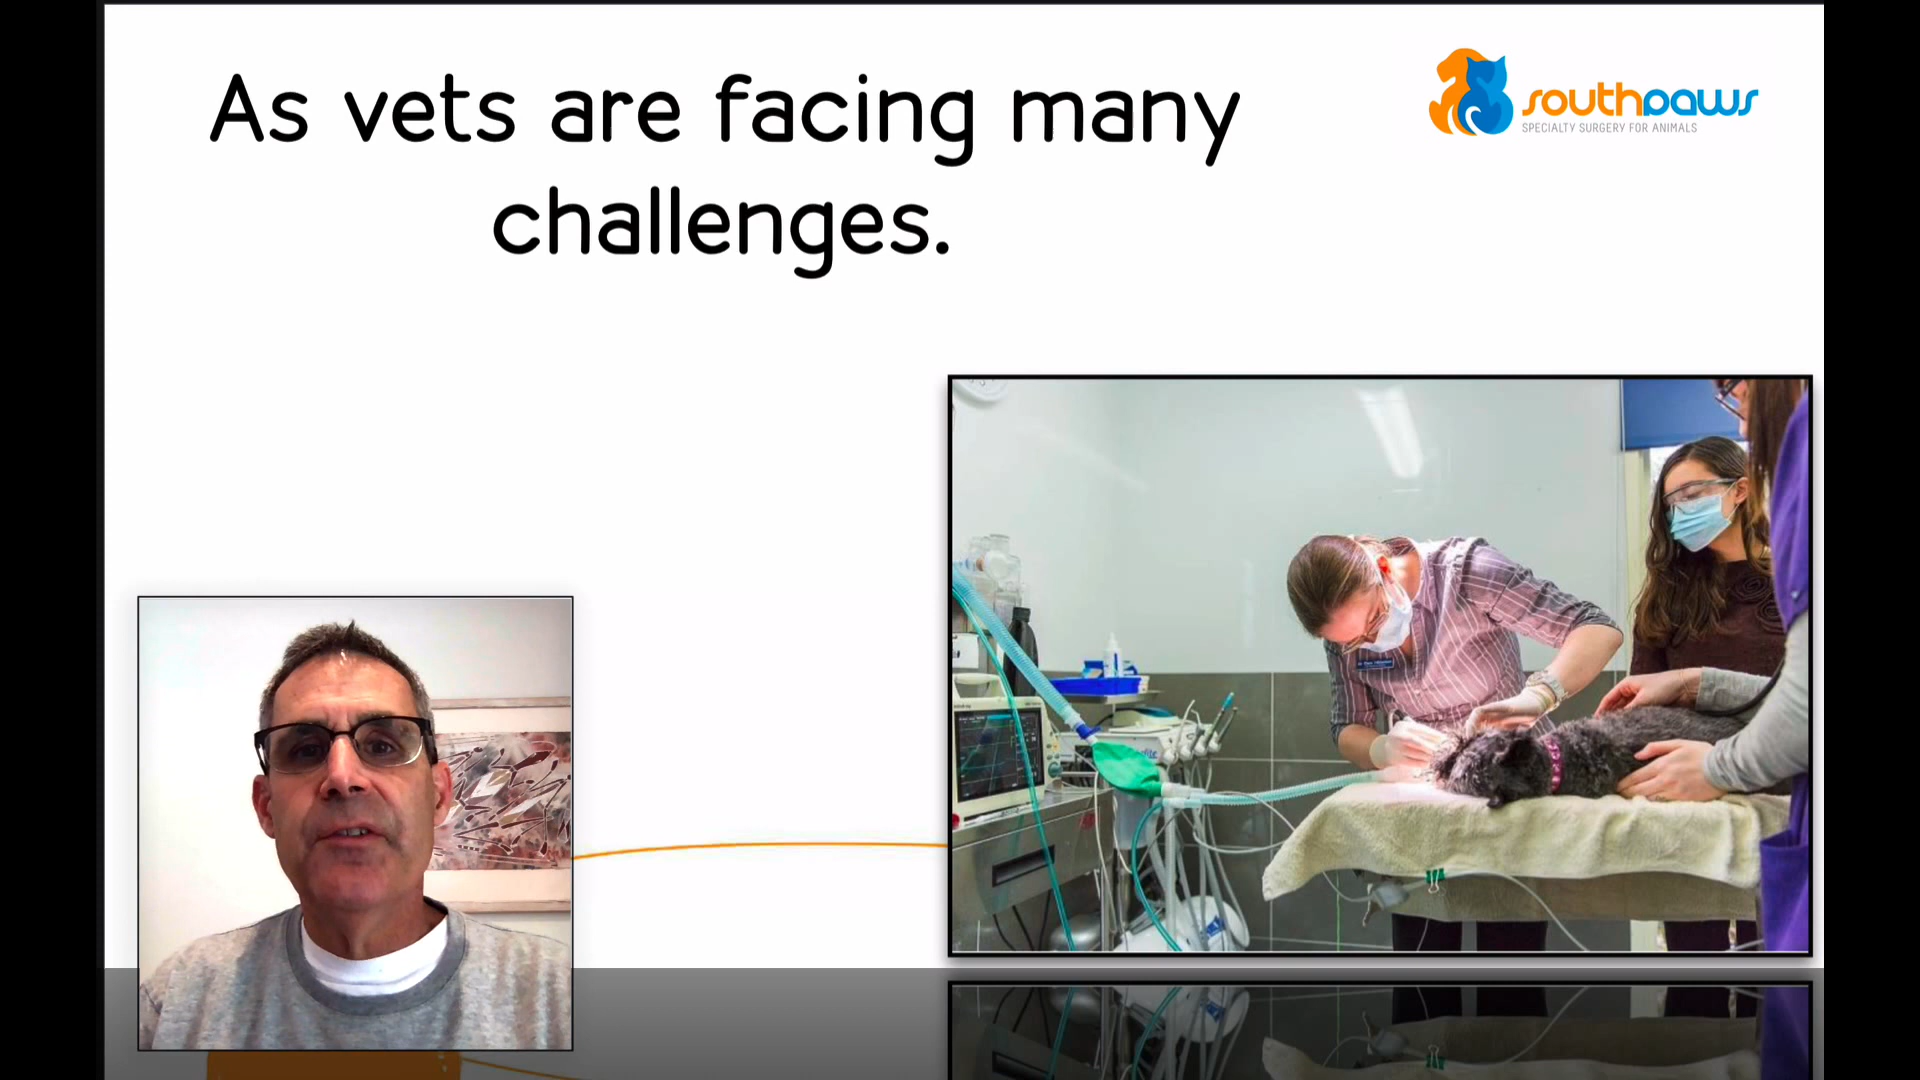 As vets are facing many
challenges.
southpaws
SPECIALTY SURGERY FOR ANIMALS